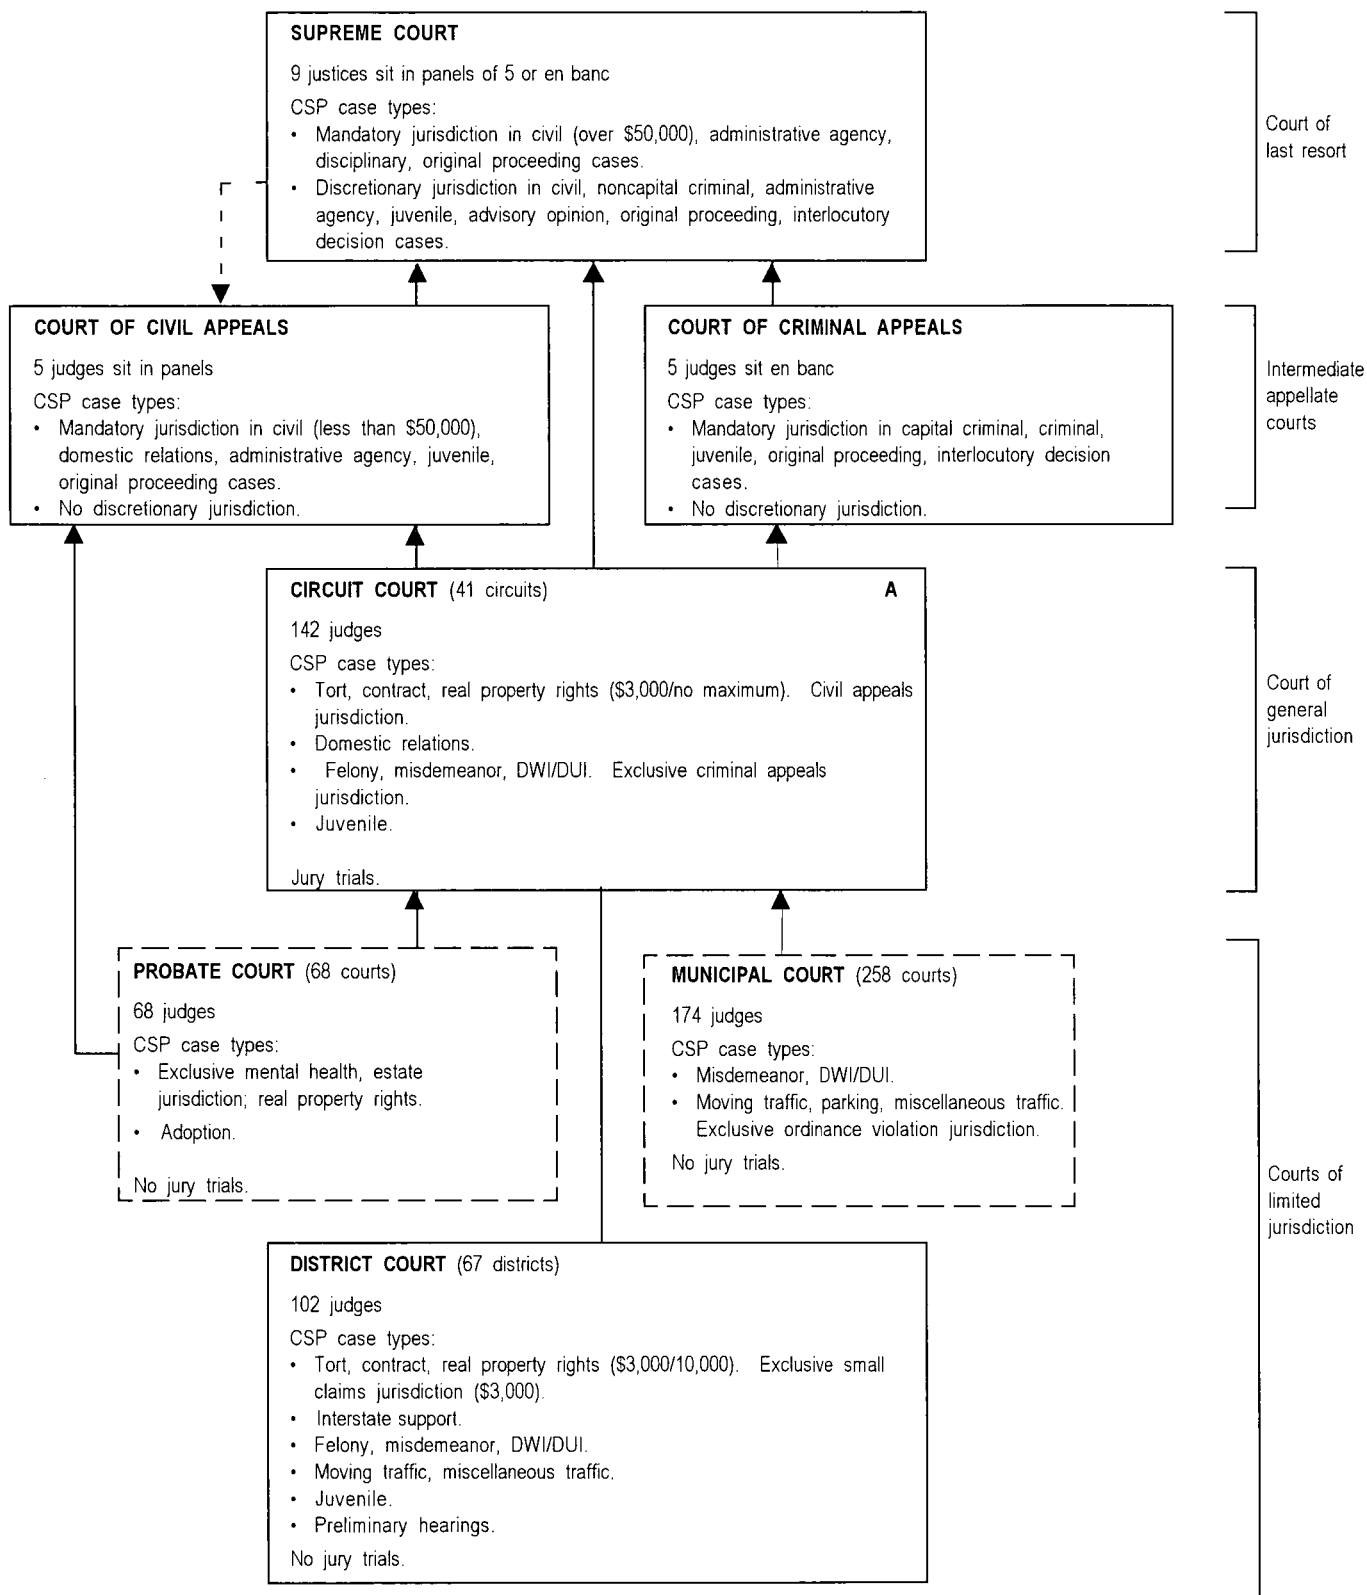 SUPREME COURT
9 justices sit in panels of 5 or en banc
CSP case types:
• Mandatory jurisdiction in civil (over $50,000), administrative agency,
disciplinary, original proceeding cases.
• Discretionary jurisdiction in civil, noncapital criminal, administrative
agency, juvenile, advisory opinion, original proceeding, interlocutory
decision cases.
Court of
last resort
COURT OF CIVIL APPEALS
5 judges sit in panels
CSP case types:
• Mandatory jurisdiction in civil (less than $50,000),
domestic relations, administrative agency, juvenile,
original proceeding cases.
• No discretionary jurisdiction.
COURT OF CRIMINAL APPEALS
5 judges sit en banc
CSP case types:
• Mandatory jurisdiction in capital criminal, criminal,
juvenile, original proceeding, interlocutory decision
cases.
• No discretionary jurisdiction.
Intermediate
appellate
courts
CIRCUIT COURT (41 circuits) A
142 judges
CSP case types:
• Tort, contract, real property rights ($3,000/no maximum). Civil appeals
jurisdiction.
• Domestic relations.
• Felony, misdemeanor, DWI/DUI. Exclusive criminal appeals
jurisdiction.
• Juvenile.
Jury trials.
Court of
general
jurisdiction
PROBATE COURT (68 courts)
68 judges
CSP case types:
• Exclusive mental health, estate
jurisdiction; real property rights.
• Adoption.
No jury trials.
MUNICIPAL COURT (258 courts)
174 judges
CSP case types:
• Misdemeanor, DWI/DUI.
• Moving traffic, parking, miscellaneous traffic.
Exclusive ordinance violation jurisdiction.
No jury trials.
Courts of
limited
jurisdiction
DISTRICT COURT (67 districts)
102 judges
CSP case types:
• Tort, contract, real property rights ($3,000/10,000). Exclusive small
claims jurisdiction ($3,000).
• Interstate support.
• Felony, misdemeanor, DWI/DUI.
• Moving traffic, miscellaneous traffic.
• Juvenile.
• Preliminary hearings.
No jury trials.